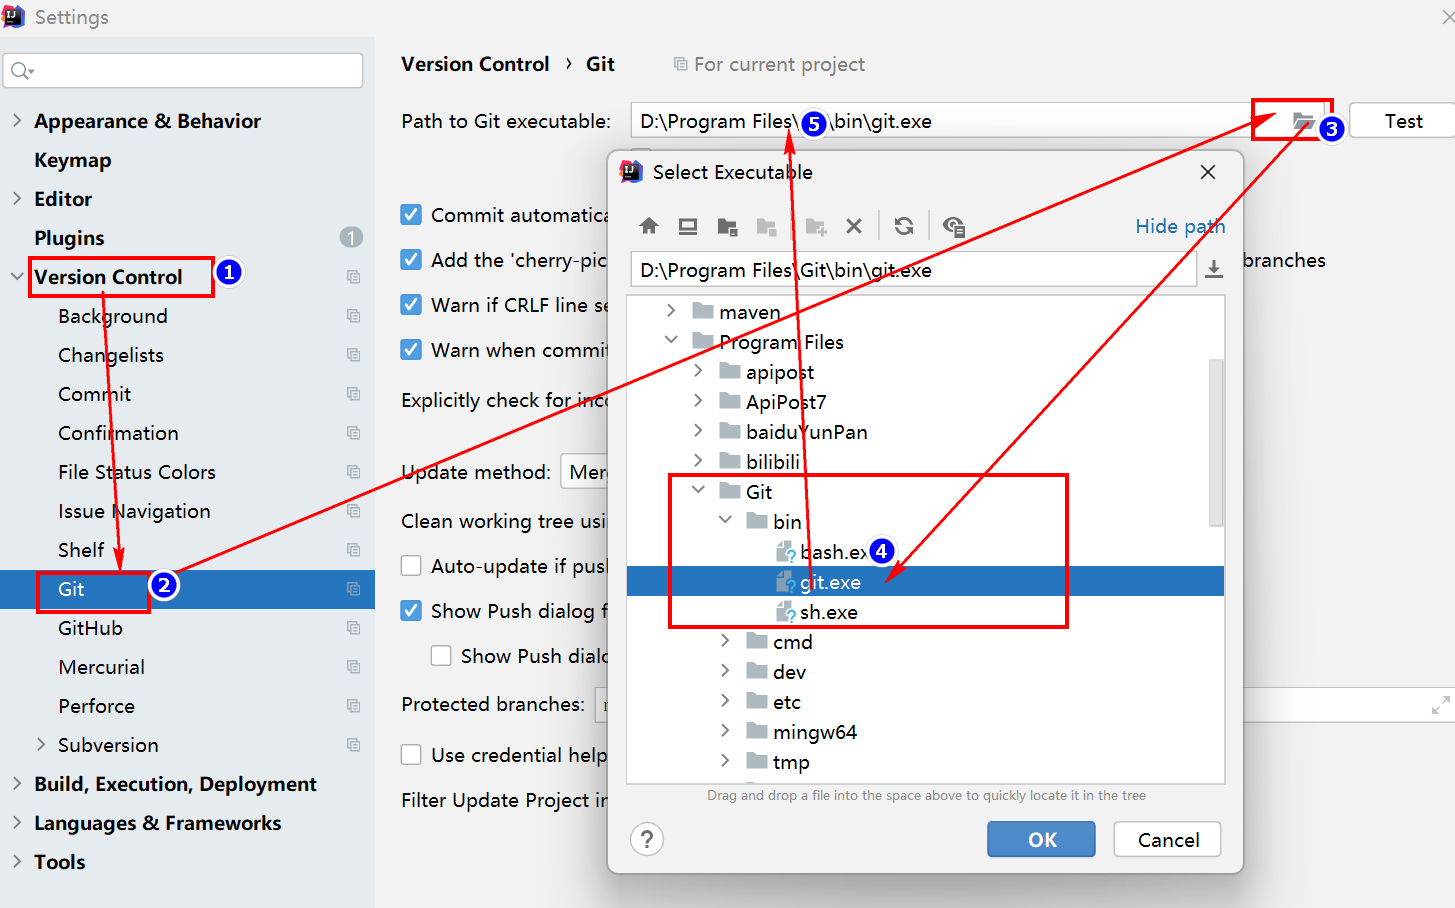 Settings
Version Control › Git
For current project
Appearance & Behavior
Path to Git executable:
D:\Program Files\
5
\bin\git.exe
3
Test
Keymap
Select Executable
Editor
Commit automatica
Plugins
1
Hide path
Add the 'cherry-pic
branches
Version Control
1
D:\Program Files\Git\bin\git.exe
Warn if CRLF line se
Background
maven
Program Files
Changelists
Warn when commit
apipost
Commit
Explicitly check for inco
ApiPost7
Confirmation
baiduYunPan
bilibili
File Status Colors
Update method:
Mer
Git
Issue Navigation
Clean working tree usi
bin
Shelf
bash.ex
4
Auto-update if pus
git.exe
Git
2
Show Push dialog f
sh.exe
GitHub
cmd
Show Push dialo
Mercurial
dev
Perforce
Protected branches:
etc
mingw64
Subversion
Use credential help
tmp
Build, Execution, Deployment
Drag and drop a file into the space above to quickly locate it in the tree
Filter Update Project in
Languages & Frameworks
?
OK
Cancel
Tools